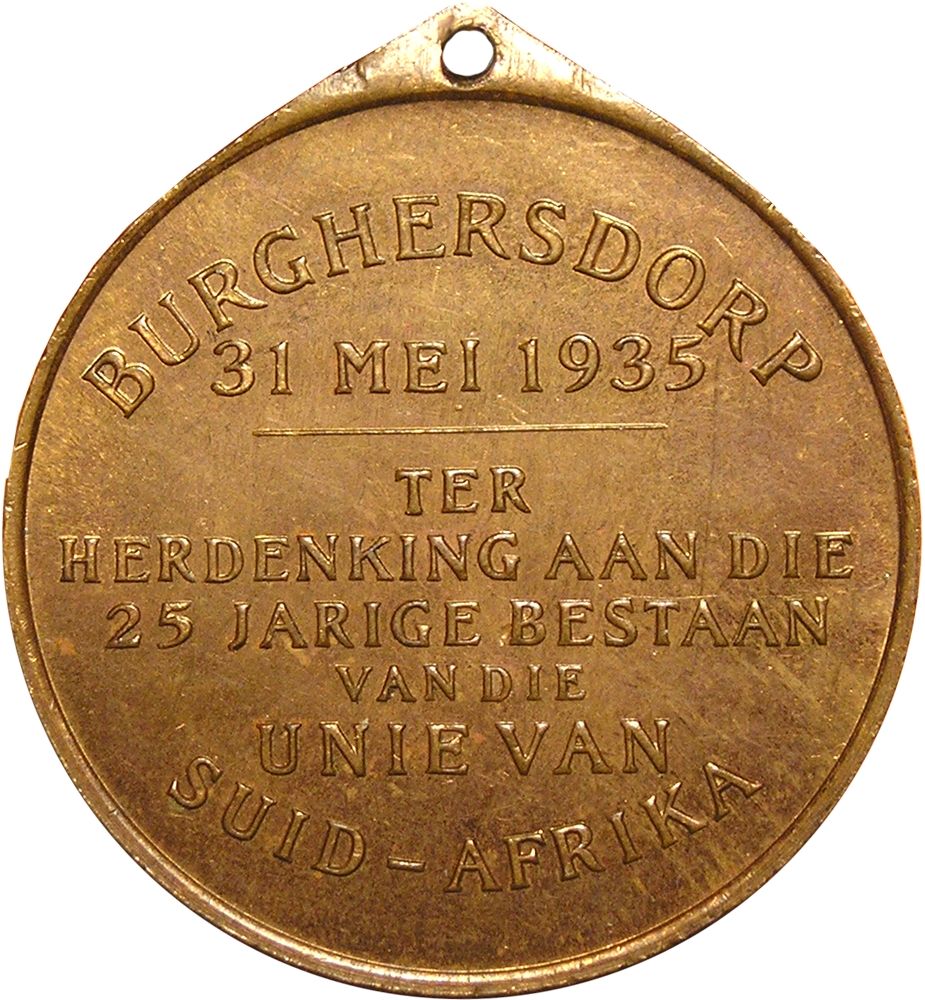 BURGHERSDORP
31 MEI 1935
TER
HERDENKING AAN DIE
25 JARIGE BESTAAN
VAN DIE
UNIE VAN
SUID-AFRIKA